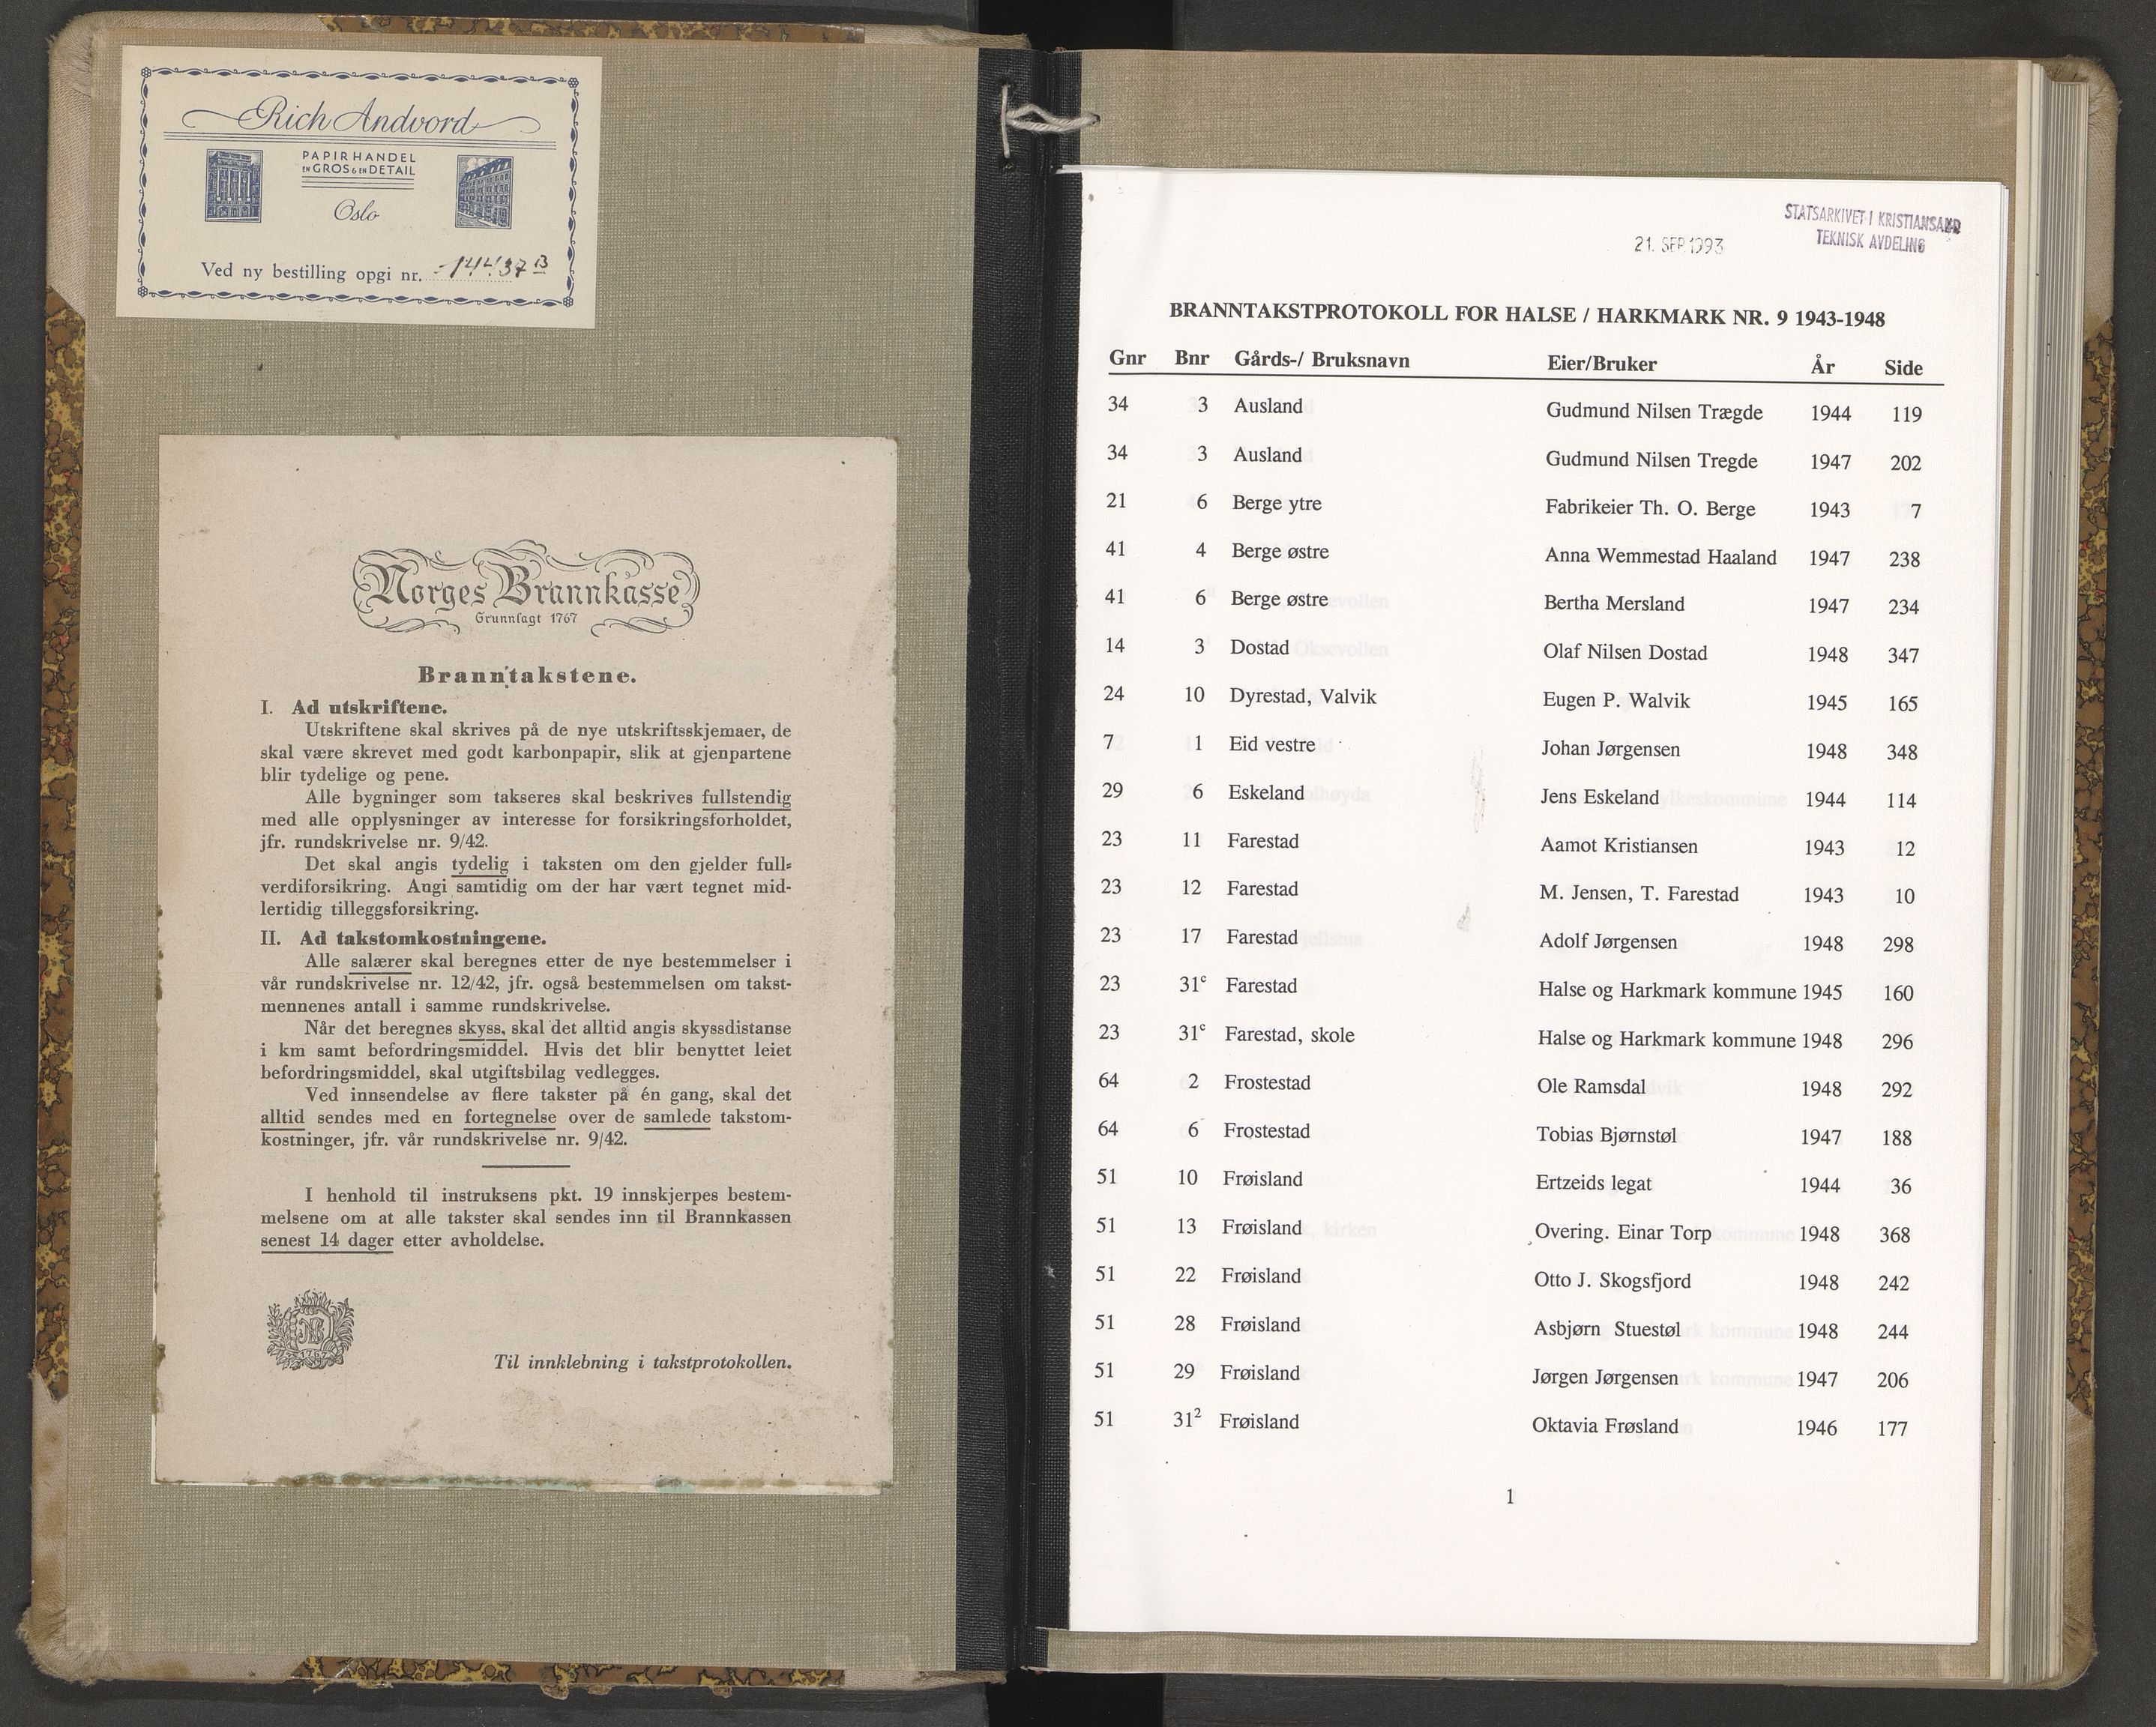 Rich Andvord
PAPIRHANDEL
EN GROS & EN DETAIL
Oslo
Ved ny bestilling opgi nr. -14437 B
Norges Brannkasse
Grunnlagt 1767
Branntakstene.
I. Ad utskriftene.
Utskriftene skal skrives på de nye utskriftsskjemaer, de
skal være skrevet med godt karbonpapir, slik at gjenpartene
blir tydelige og pene.
Alle bygninger som takseres skal beskrives fullstendig
med alle opplysninger av interesse for forsikringsforholdet,
jfr. rundskrivelse nr. 9/42.
Det skal angis tydelig i taksten om den gjelder full-
verdiforsikring. Angi samtidig om der har vært tegnet mid-
lertidig tilleggsforsikring.
II. Ad takstomkostningene.
Alle salærer skal beregnes etter de nye bestemmelser i
vår rundskrivelse nr. 12/42, jfr. også bestemmelsen om takst-
mennenes antall i samme rundskrivelse.
Når det beregnes skyss, skal det alltid angis skyssdistanse
i km samt befordringsmiddel. Hvis det blir benyttet leiet
befordringsmiddel, skal utgiftsbilag vedlegges.
Ved innsendelse av flere takster på én gang, skal det
alltid sendes med en fortegnelse over de samlede takstom-
kostninger, jfr. vår rundskrivelse nr. 9/42.
I henhold til instruksens pkt. 19 innskjerpes bestem-
melsene om at alle takster skal sendes inn til Brannkassen
senest 14 dager etter avholdelse.
NB
1767
Til innklebning i takstprotokollen.
STATSARKIVET I KRISTIANSAND
TEKNISK AVDELING
21. SEP. 1993
BRANNTAKSTPROTOKOLL FOR HALSE / HARKMARK NR. 9 1943-1948
Gnr Bnr Gårds-/ Bruksnavn Eier/Bruker År Side
34 3 Ausland Gudmund Nilsen Trægde 1944 119
34 3 Ausland Gudmund Nilsen Tregde 1947 202
21 6 Berge ytre Fabrikeier Th. O. Berge 1943 7
41 4 Berge østre Anna Wemmestad Haaland 1947 238
41 6 Berge østre Bertha Mersland 1947 234
14 3 Dostad Olaf Nilsen Dostad 1948 347
24 10 Dyrestad, Valvik Eugen P. Walvik 1945 165
7 1 Eid vestre Johan Jørgensen 1948 348
29 6 Eskeland Jens Eskeland 1944 114
23 11 Farestad Aamot Kristiansen 1943 12
23 12 Farestad M. Jensen, T. Farestad 1943 10
23 17 Farestad Adolf Jørgensen 1948 298
23 31c Farestad Halse og Harkmark kommune 1945 160
23 31c Farestad, skole Halse og Harkmark kommune 1948 296
64 2 Frostestad Ole Ramsdal 1948 292
64 6 Frostestad Tobias Bjørnstøl 1947 188
51 10 Frøisland Ertzeids legat 1944 36
51 13 Frøisland Overing. Einar Torp 1948 368
51 22 Frøisland Otto J. Skogsfjord 1948 242
51 28 Frøisland Asbjørn Stuestøl 1948 244
51 29 Frøisland Jørgen Jørgensen 1947 206
51 31² Frøisland Oktavia Frøsland 1946 177
1